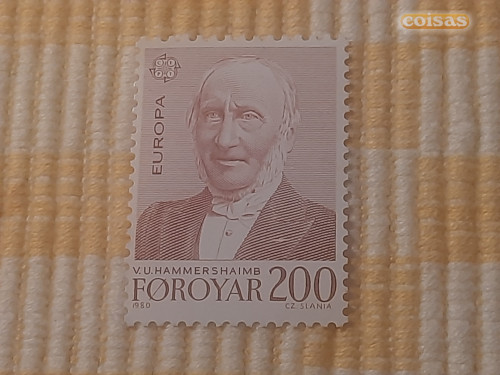 coisas
EUROPA
V.U.HAMMERSHAIMB
FØROYAR 200
1980 CZ. SLANIA